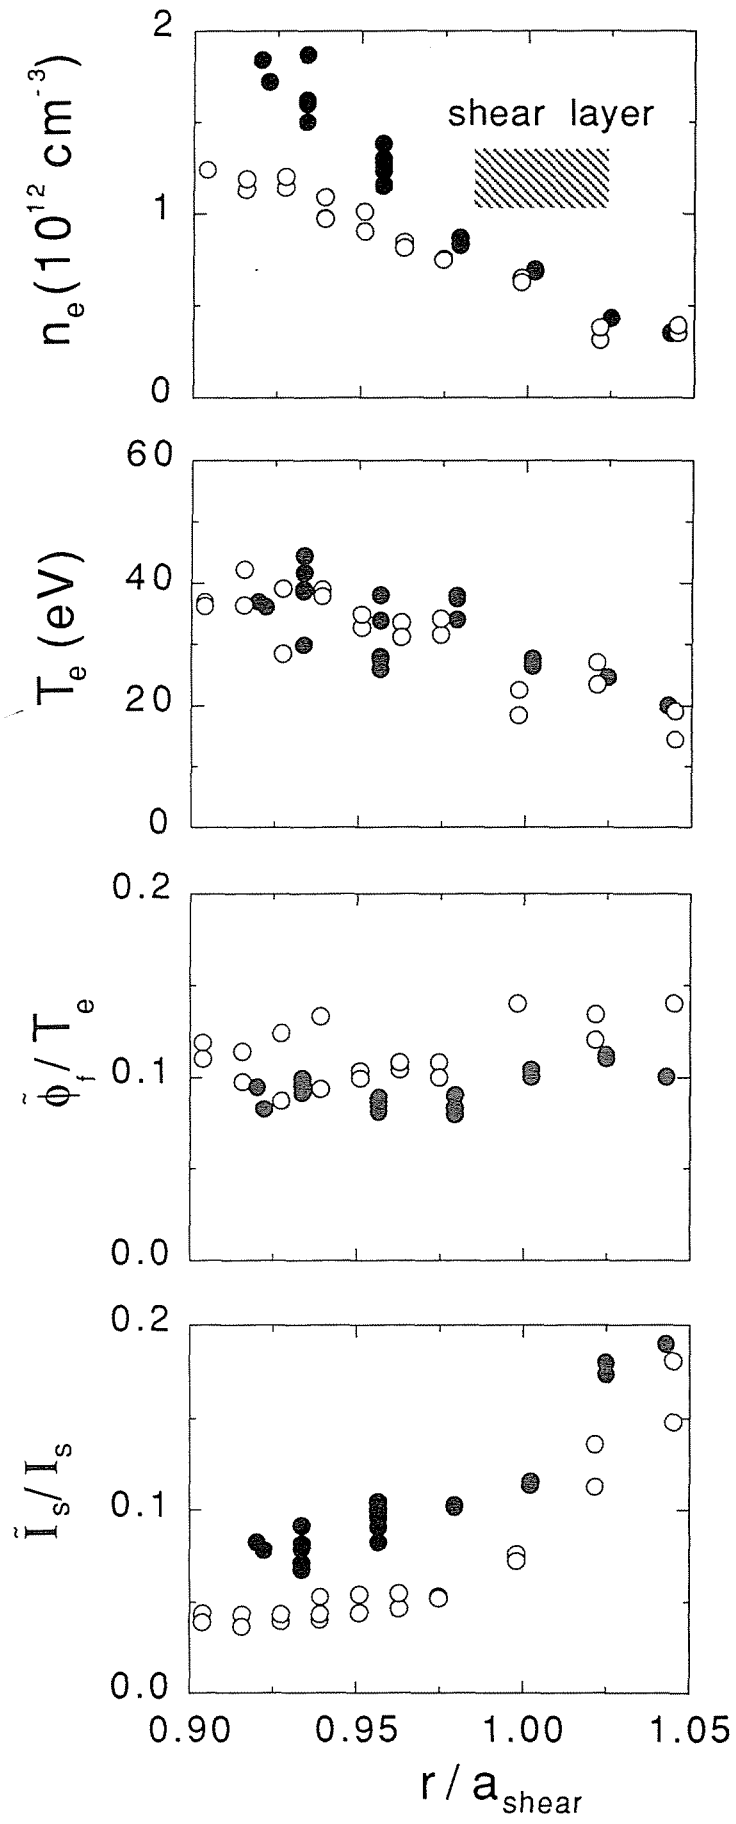 2
n_e (10^12 cm^-3)
shear layer
1
0
60
T_e (eV)
40
20
0
0.2
ϕ̃_f / T_e
0.1
0.0
0.2
Ĩ_s / I_s
0.1
0.0
0.90 0.95 1.00 1.05
r / a_shear